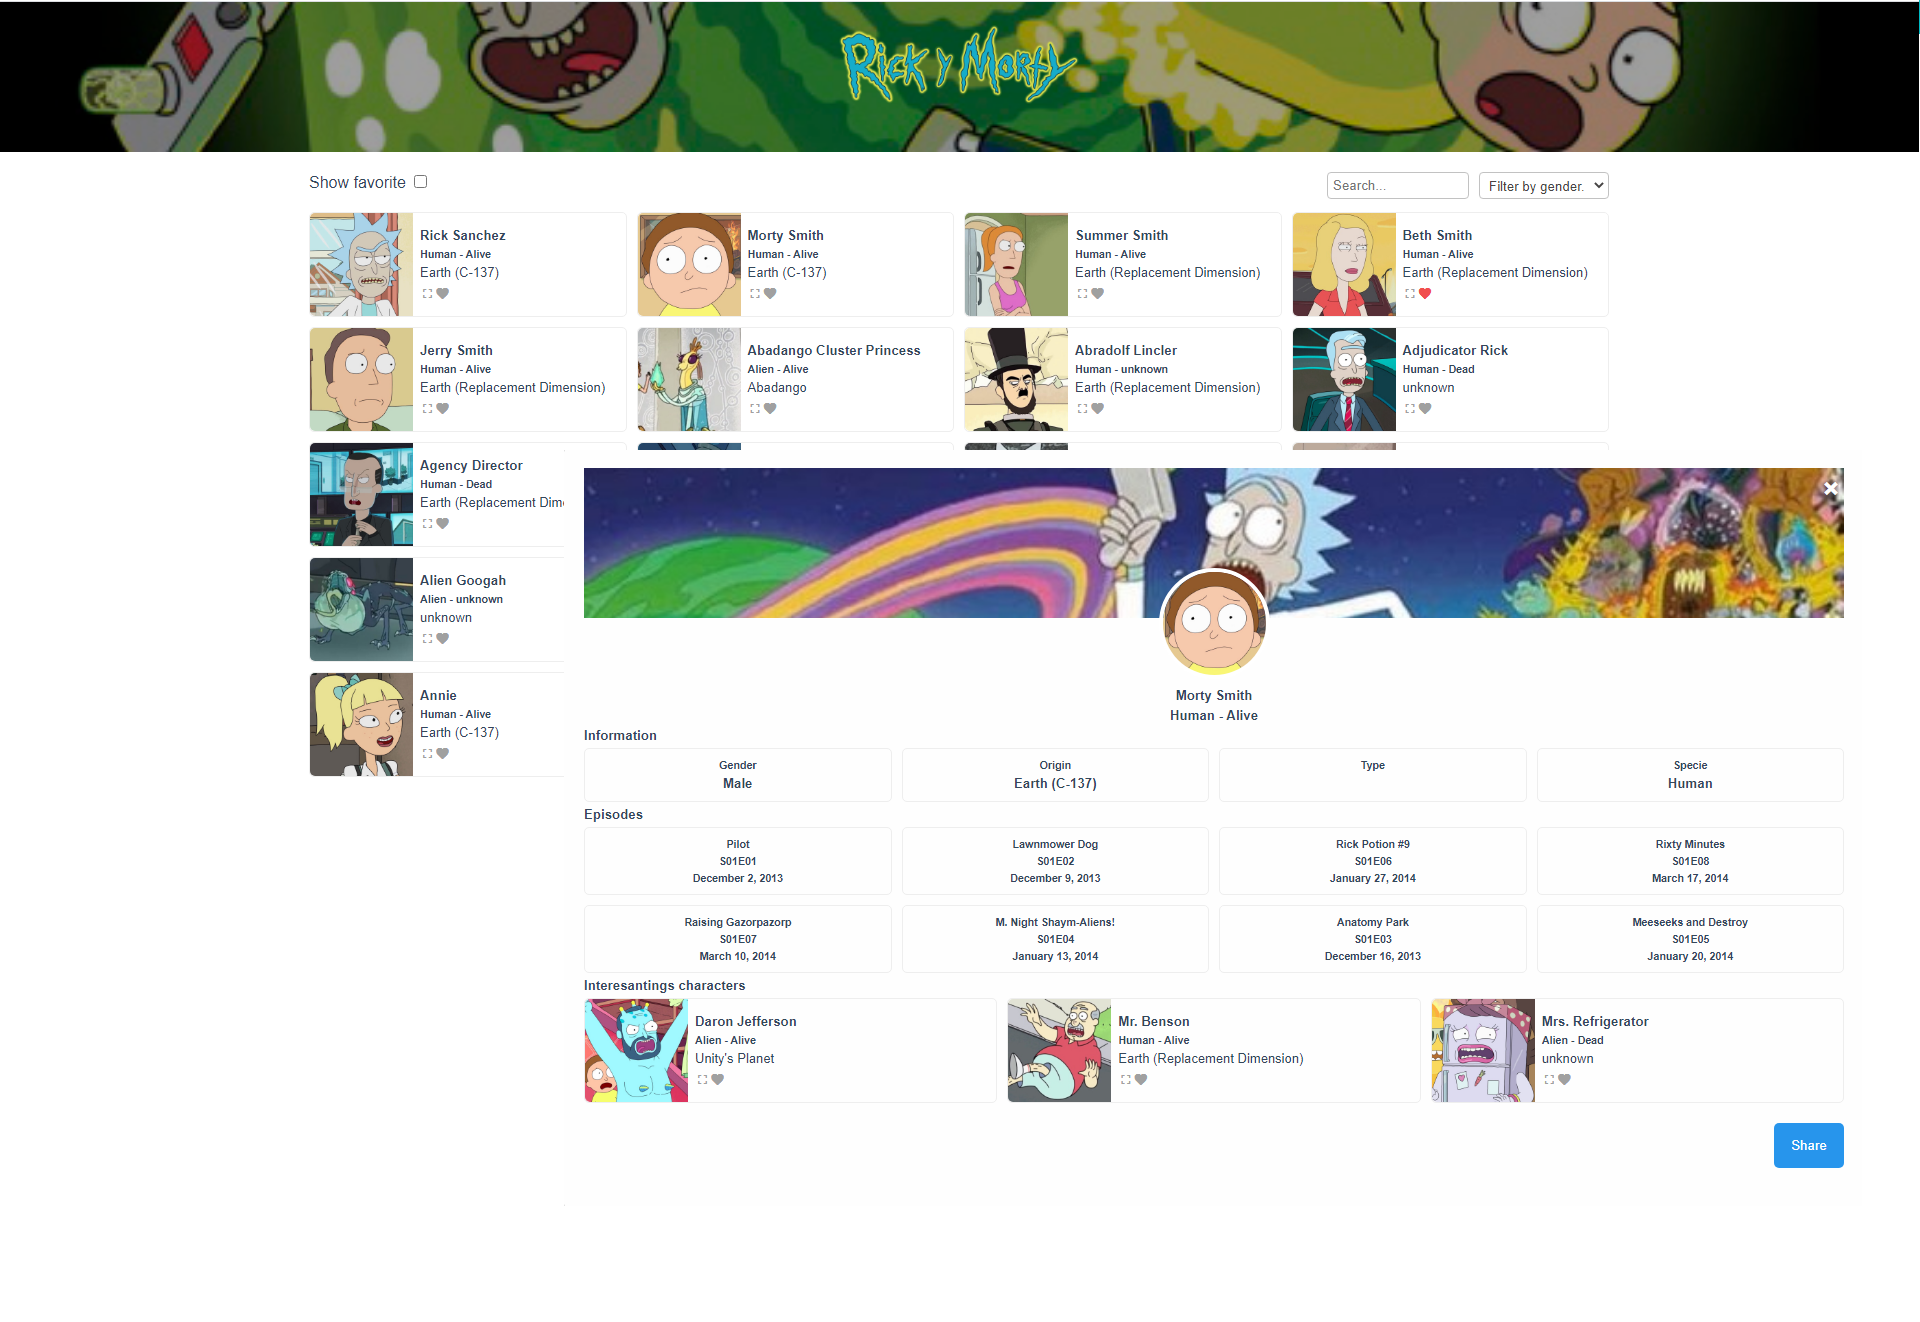 Rick y Morty
Show favorite
Search...
Filter by gender.
Rick Sanchez
Human - Alive
Earth (C-137)
Morty Smith
Human - Alive
Earth (C-137)
Summer Smith
Human - Alive
Earth (Replacement Dimension)
Beth Smith
Human - Alive
Earth (Replacement Dimension)
Jerry Smith
Human - Alive
Earth (Replacement Dimension)
Abadango Cluster Princess
Alien - Alive
Abadango
Abradolf Lincler
Human - unknown
Earth (Replacement Dimension)
Adjudicator Rick
Human - Dead
unknown
Agency Director
Human - Dead
Earth (Replacement Dim
Alien Googah
Alien - unknown
unknown
Annie
Human - Alive
Earth (C-137)
Morty Smith
Human - Alive
Information
Gender
Male
Origin
Earth (C-137)
Type
Specie
Human
Episodes
Pilot
S01E01
December 2, 2013
Lawnmower Dog
S01E02
December 9, 2013
Rick Potion #9
S01E06
January 27, 2014
Rixty Minutes
S01E08
March 17, 2014
Raising Gazorpazorp
S01E07
March 10, 2014
M. Night Shaym-Aliens!
S01E04
January 13, 2014
Anatomy Park
S01E03
December 16, 2013
Meeseeks and Destroy
S01E05
January 20, 2014
Interesantings characters
Daron Jefferson
Alien - Alive
Unity's Planet
Mr. Benson
Human - Alive
Earth (Replacement Dimension)
Mrs. Refrigerator
Alien - Dead
unknown
Share